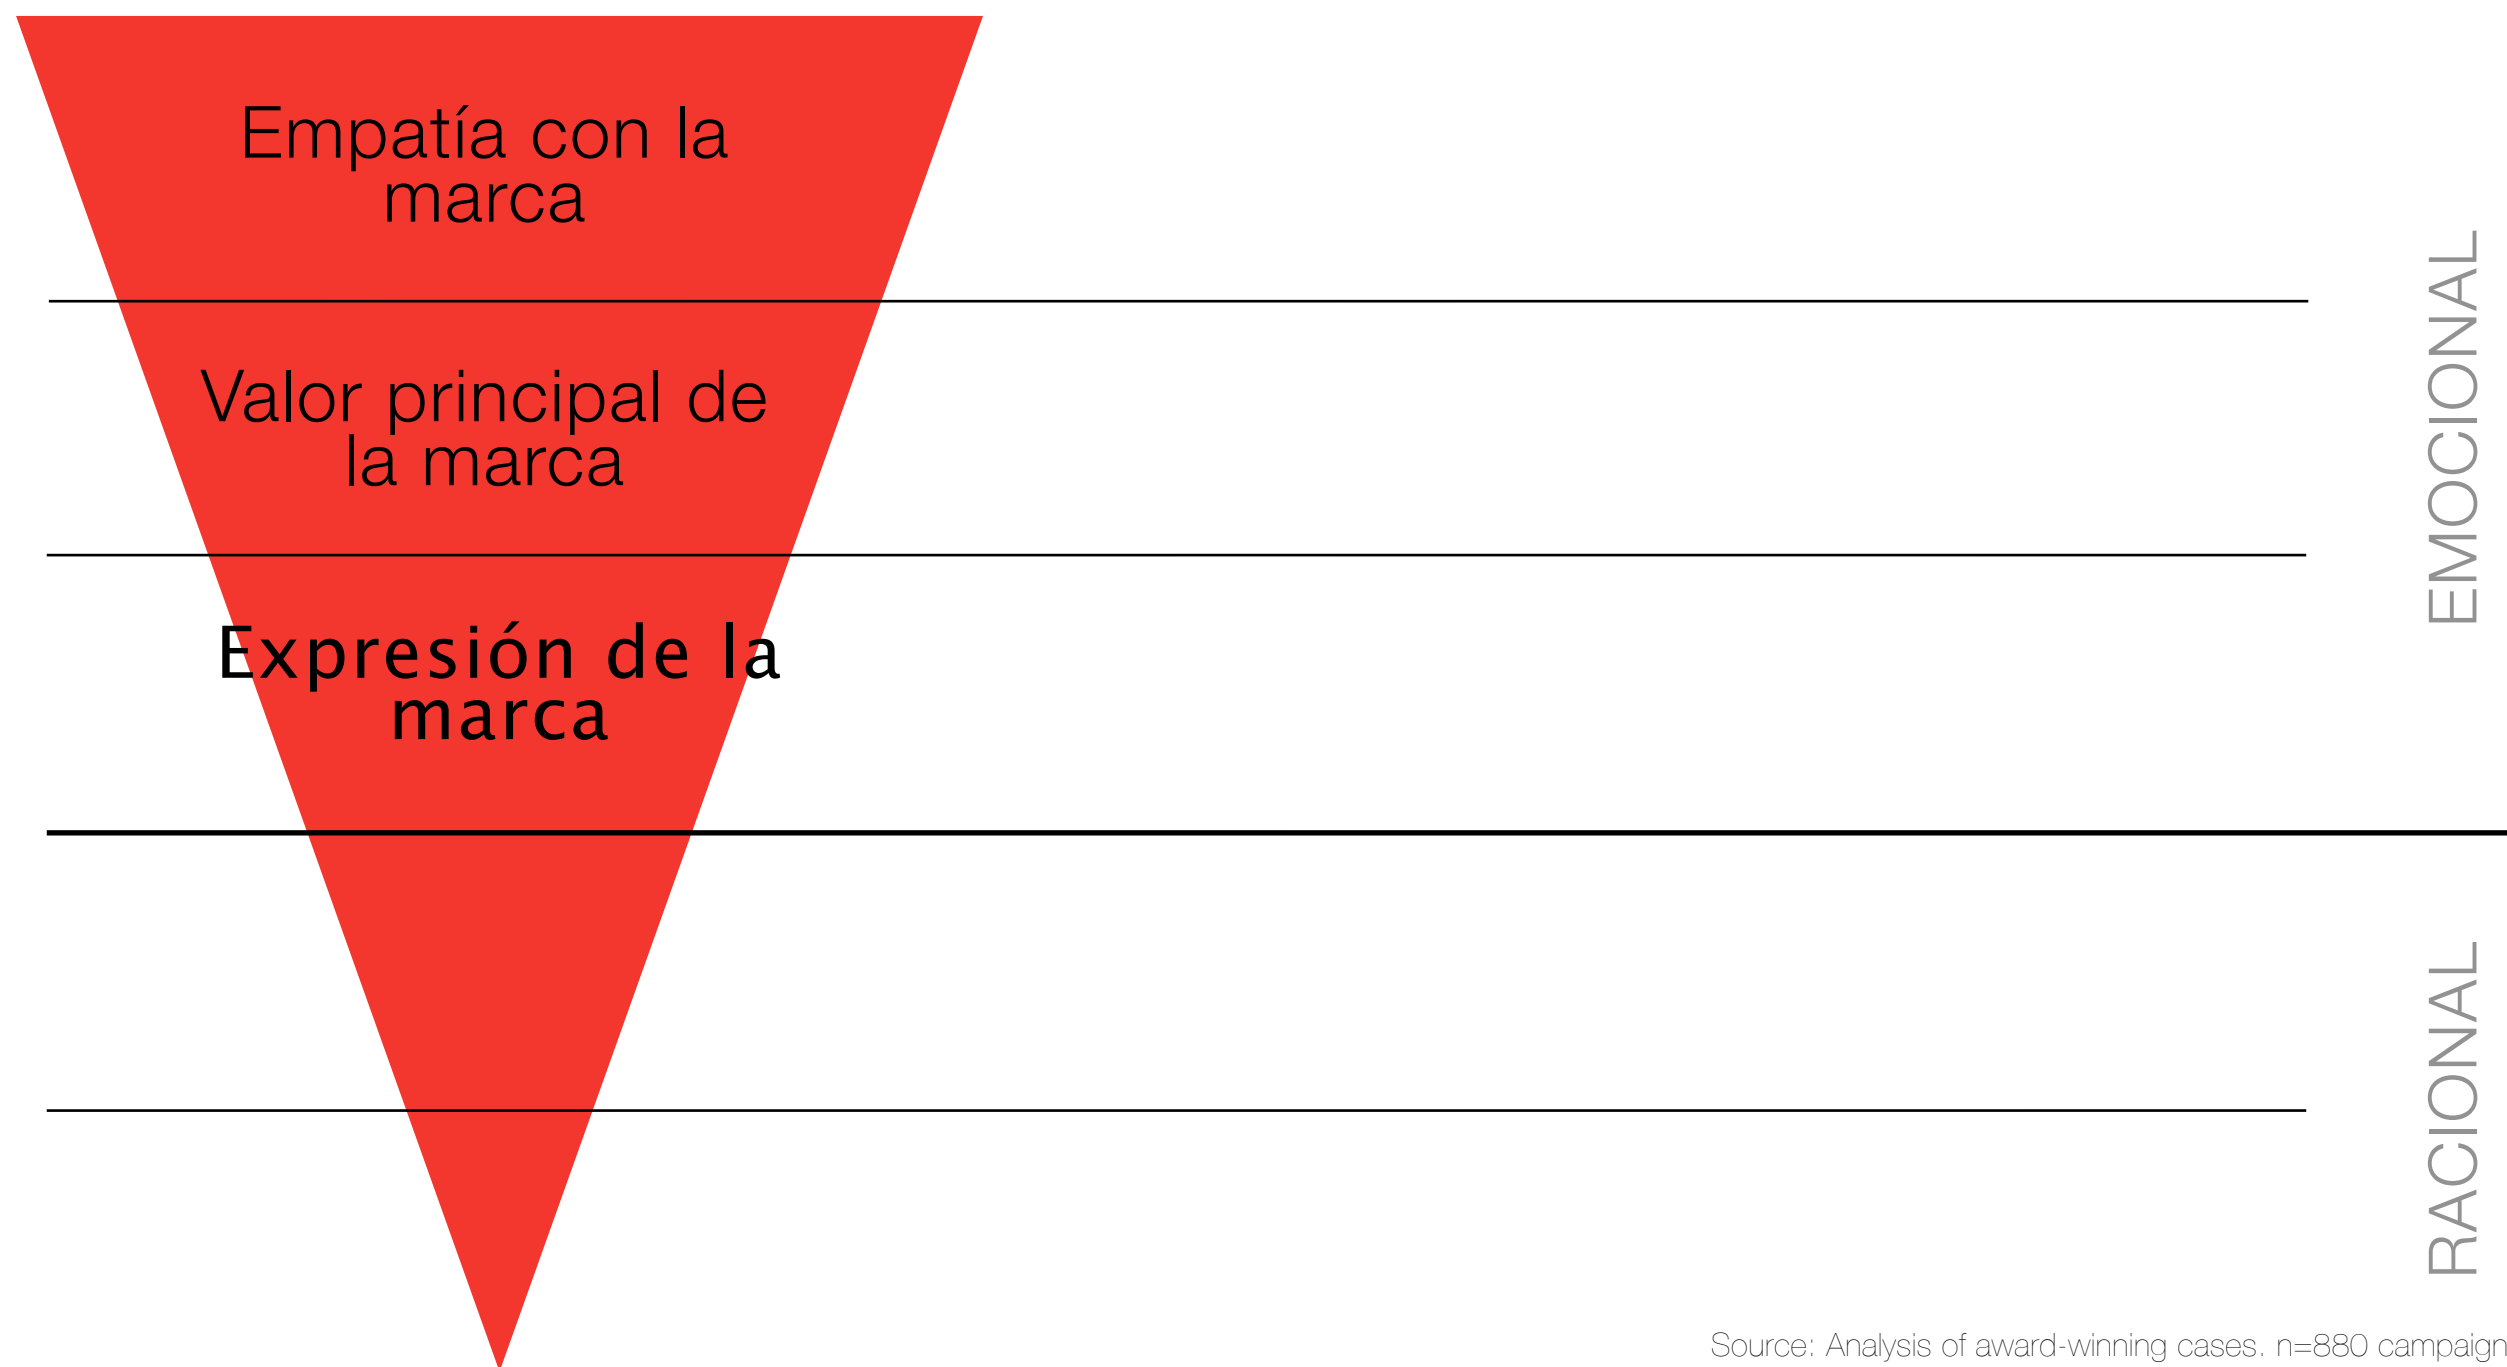 Empatía con la
marca
EMOCIONAL
Valor principal de
la marca
Expresión de la
marca
RACIONAL
Source: Analysis of award-winning cases. n=880 campaign